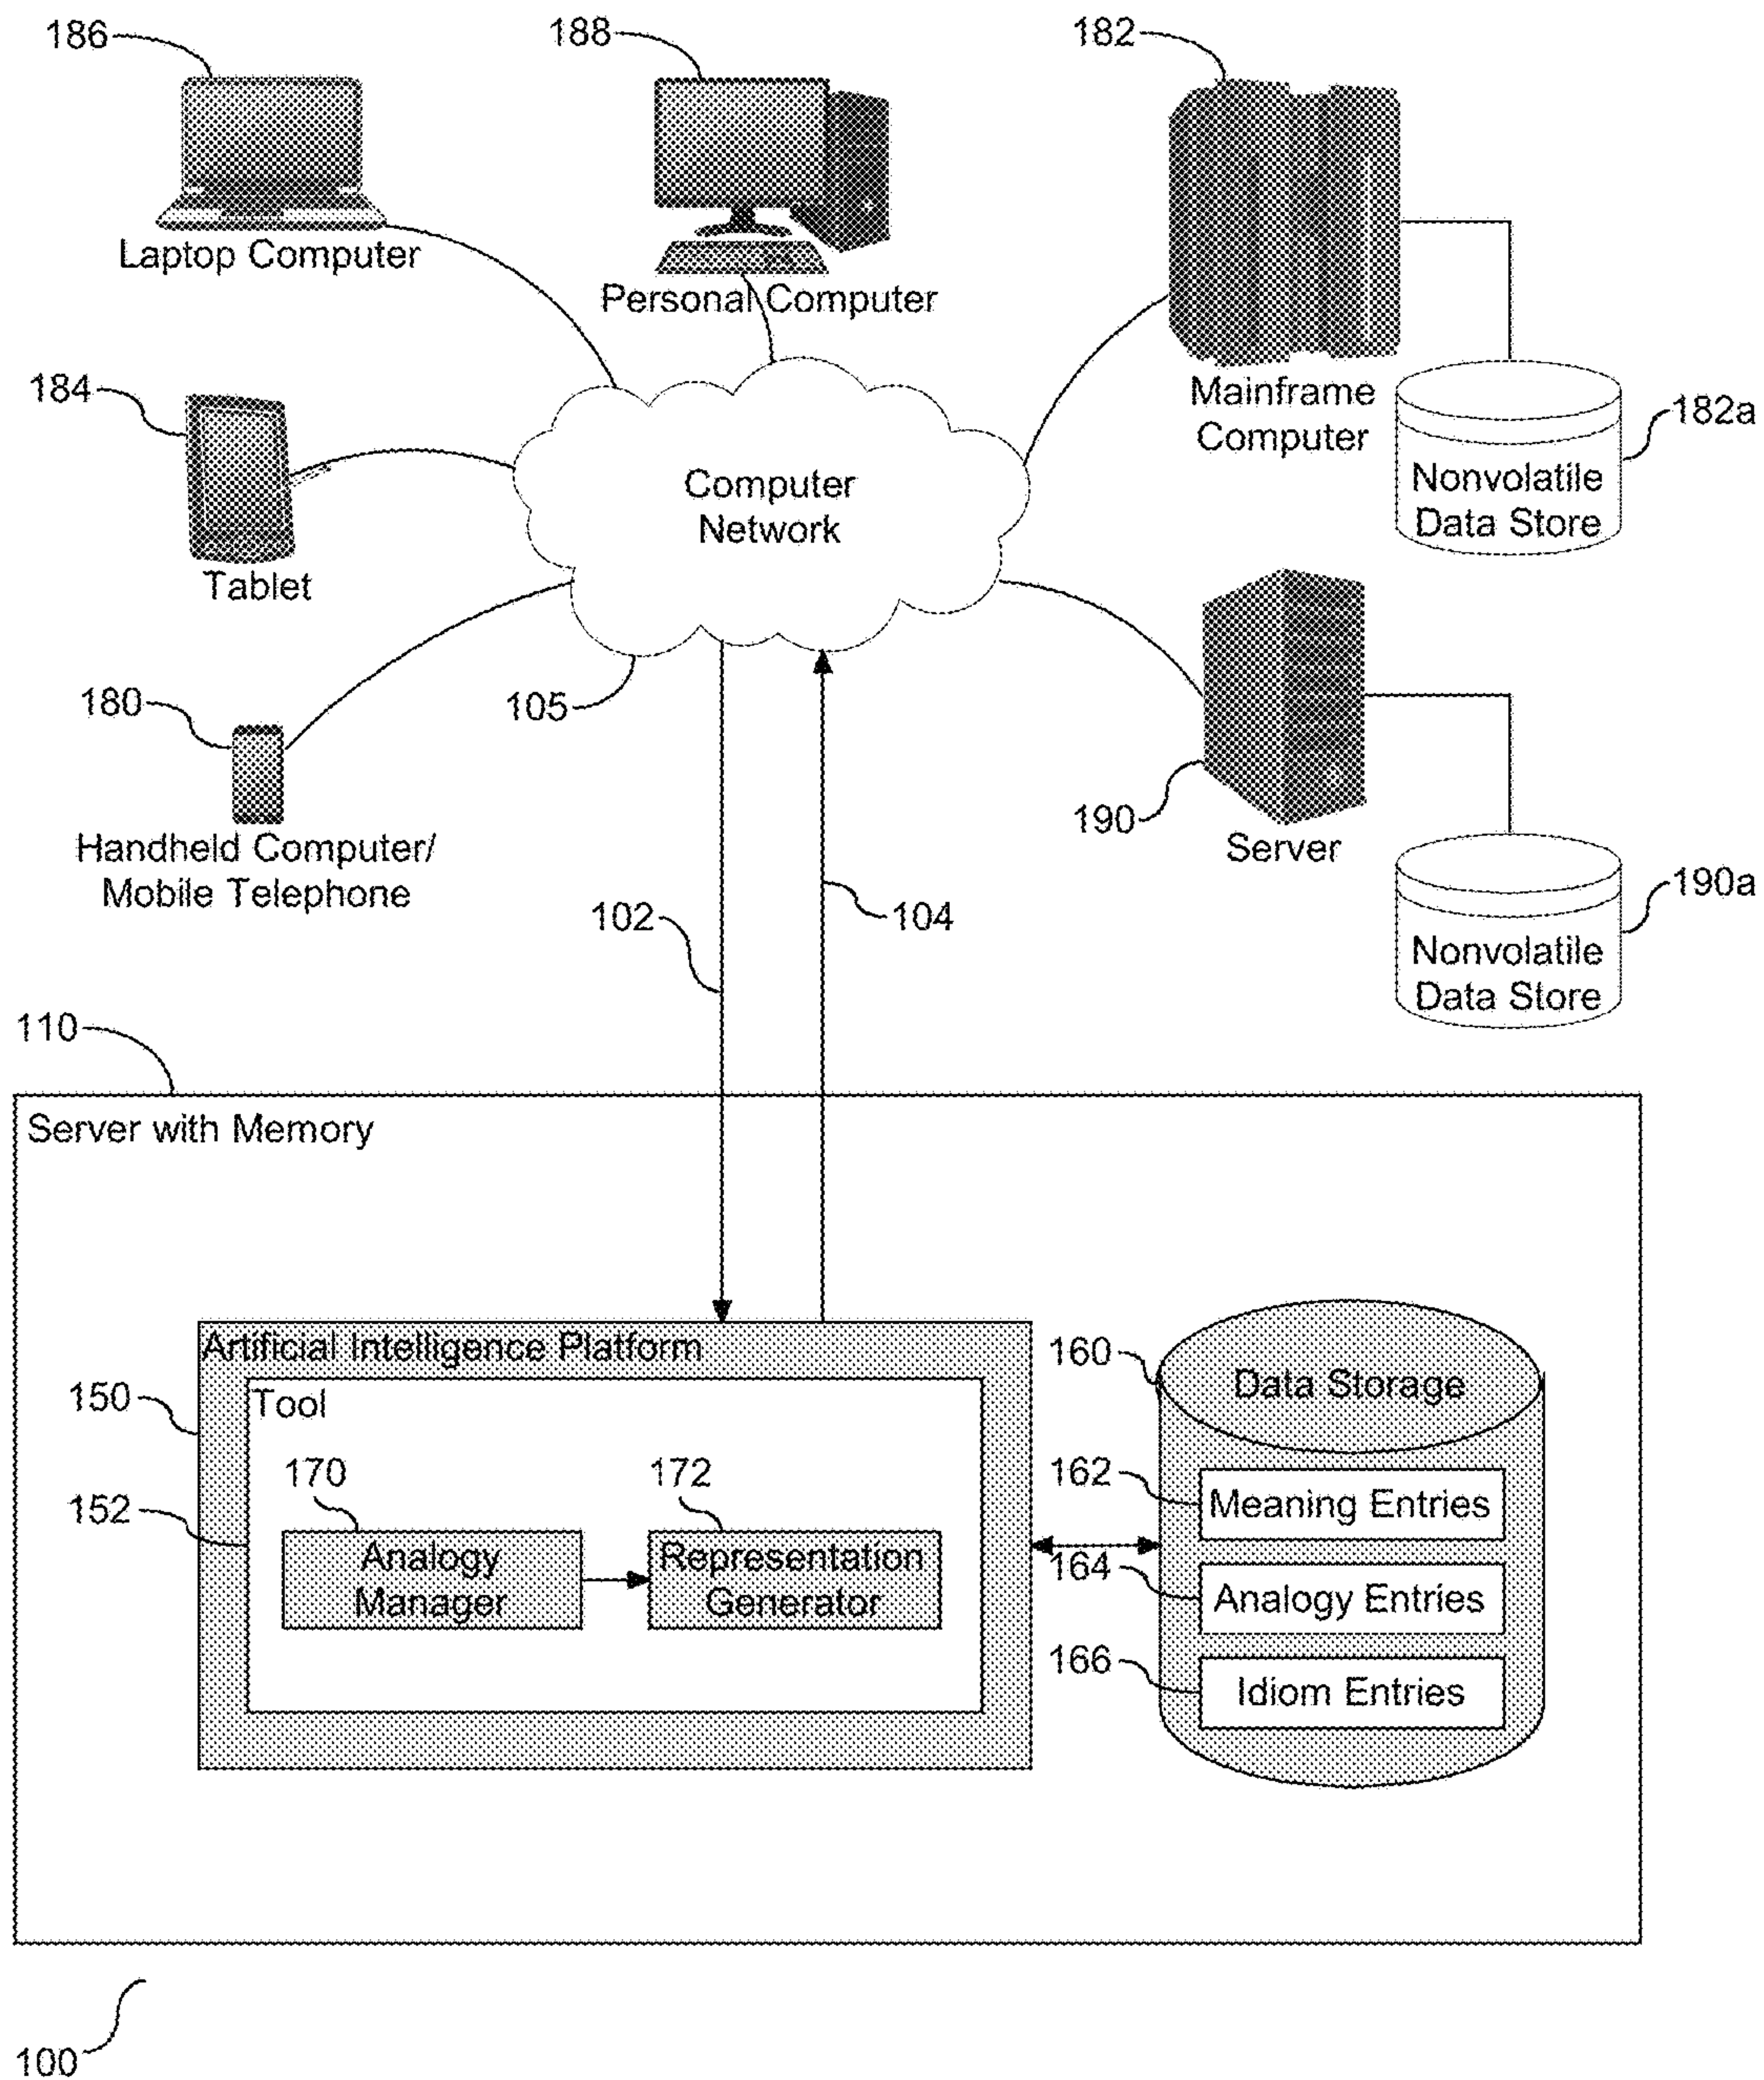 186
188
182
Laptop Computer
Personal Computer
Mainframe
Computer
184
182a
Nonvolatile
Data Store
Computer
Network
Tablet
180
105
190
Server
Handheld Computer/
Mobile Telephone
102
104
190a
Nonvolatile
Data Store
110
Server with Memory
Artificial Intelligence Platform
160
Data Storage
150
Tool
170
172
162
Meaning Entries
152
Analogy
Manager
Representation
Generator
164
Analogy Entries
166
Idiom Entries
100